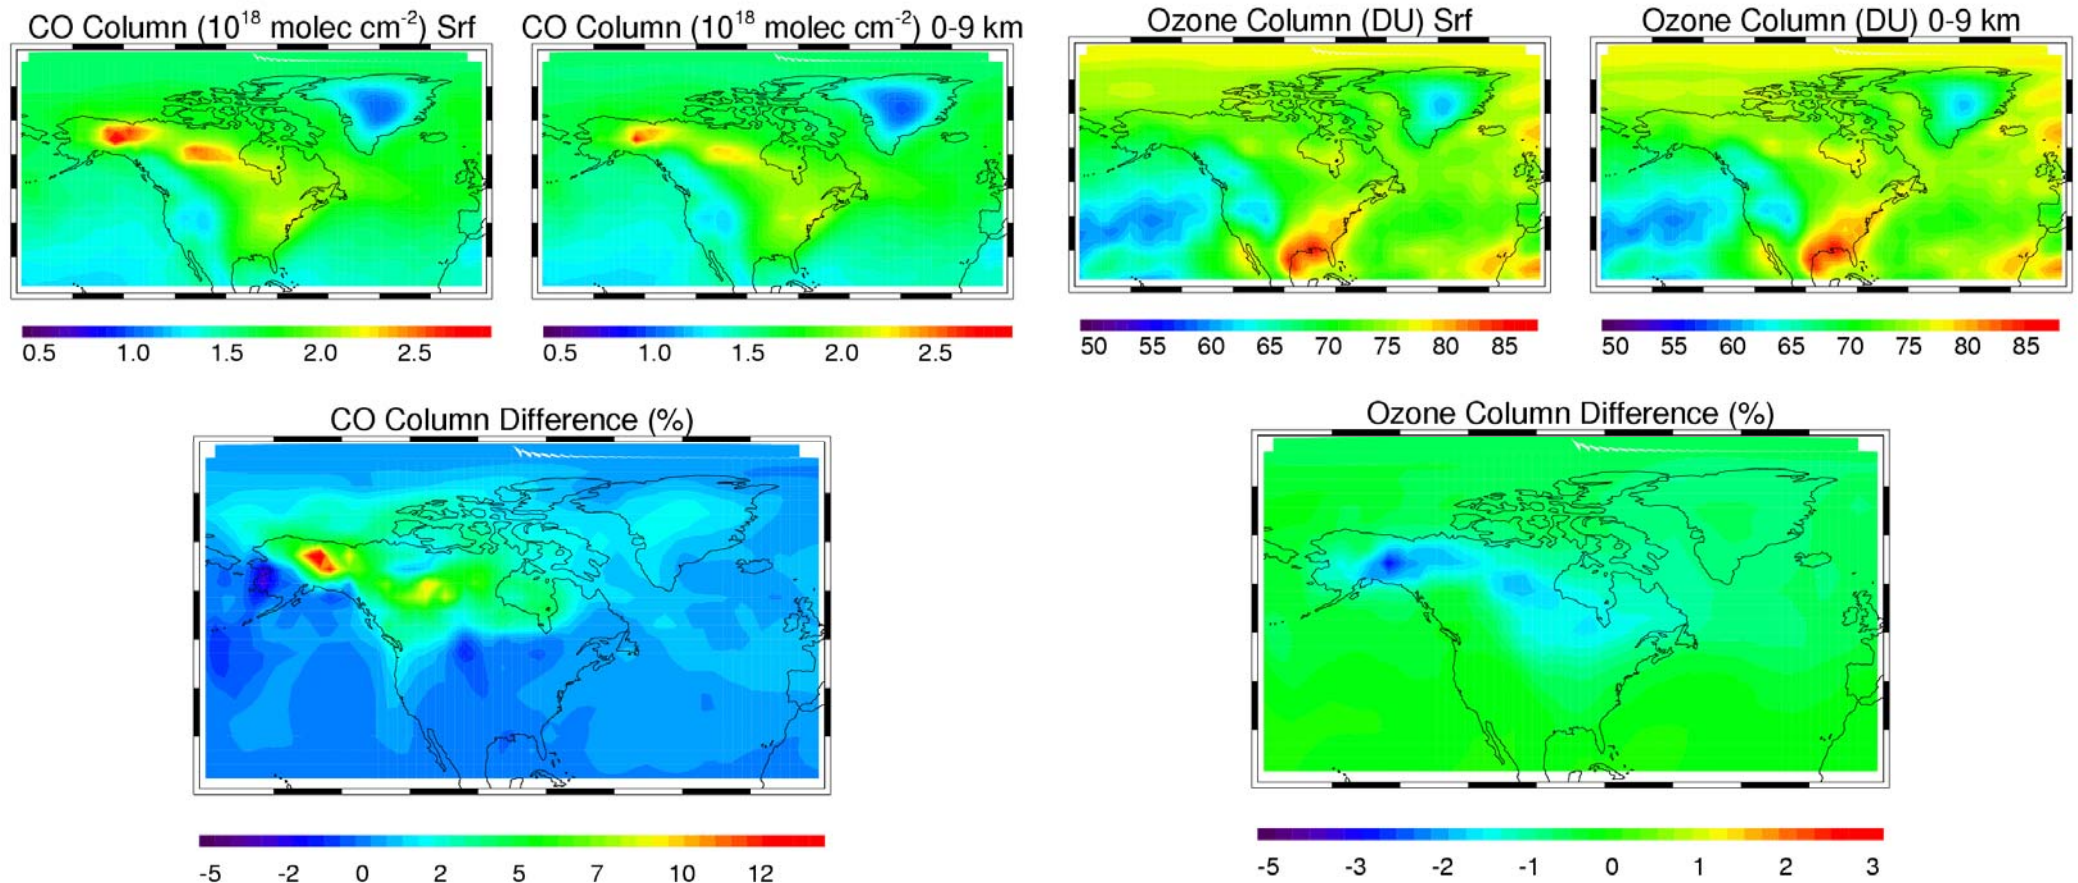 CO Column (10^18 molec cm^-2) Srf
CO Column (10^18 molec cm^-2) 0-9 km
Ozone Column (DU) Srf
Ozone Column (DU) 0-9 km
0.5 1.0 1.5 2.0 2.5
0.5 1.0 1.5 2.0 2.5
50 55 60 65 70 75 80 85
50 55 60 65 70 75 80 85
CO Column Difference (%)
Ozone Column Difference (%)
-5 -2 0 2 5 7 10 12
-5 -3 -2 -1 0 1 2 3